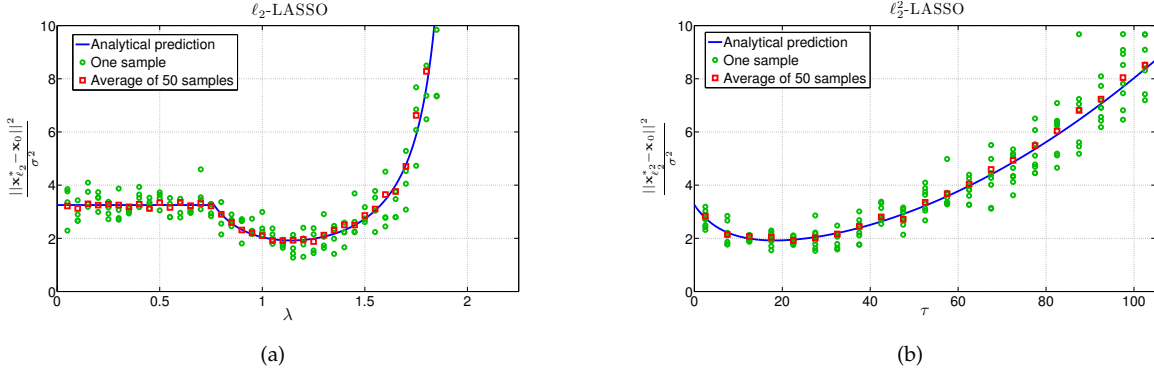 ℓ₂-LASSO
10
8
6
4
2
0
0
0.5
1
1.5
2
λ
||x*_{ℓ₂} − x₀||² / σ²
Analytical prediction
One sample
Average of 50 samples
(a)
ℓ₂²-LASSO
10
8
6
4
2
0
0
20
40
60
80
100
τ
||x*_{ℓ₂²} − x₀||² / σ²
Analytical prediction
One sample
Average of 50 samples
(b)